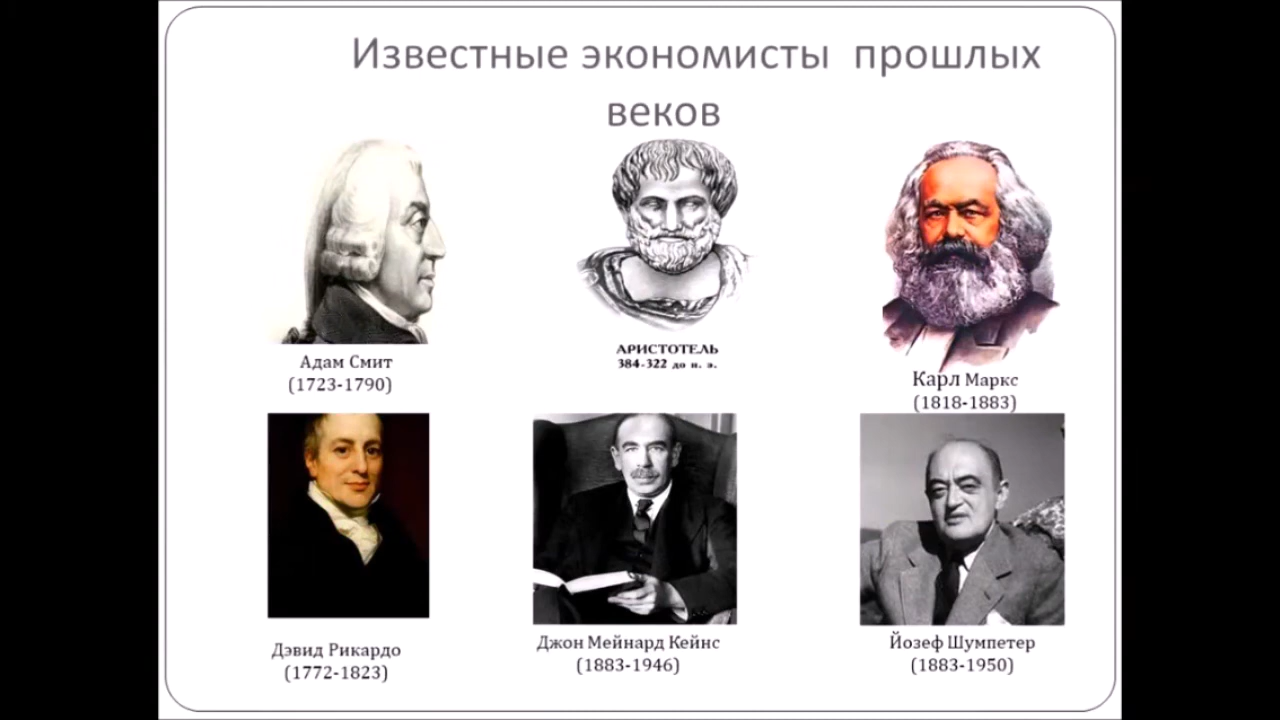 Известные экономисты прошлых
веков
Адам Смит
(1723-1790)
АРИСТОТЕЛЬ
384-322 до н. э.
Карл Маркс
(1818-1883)
Дэвид Рикардо
(1772-1823)
Джон Мейнард Кейнс
(1883-1946)
Йозеф Шумпетер
(1883-1950)